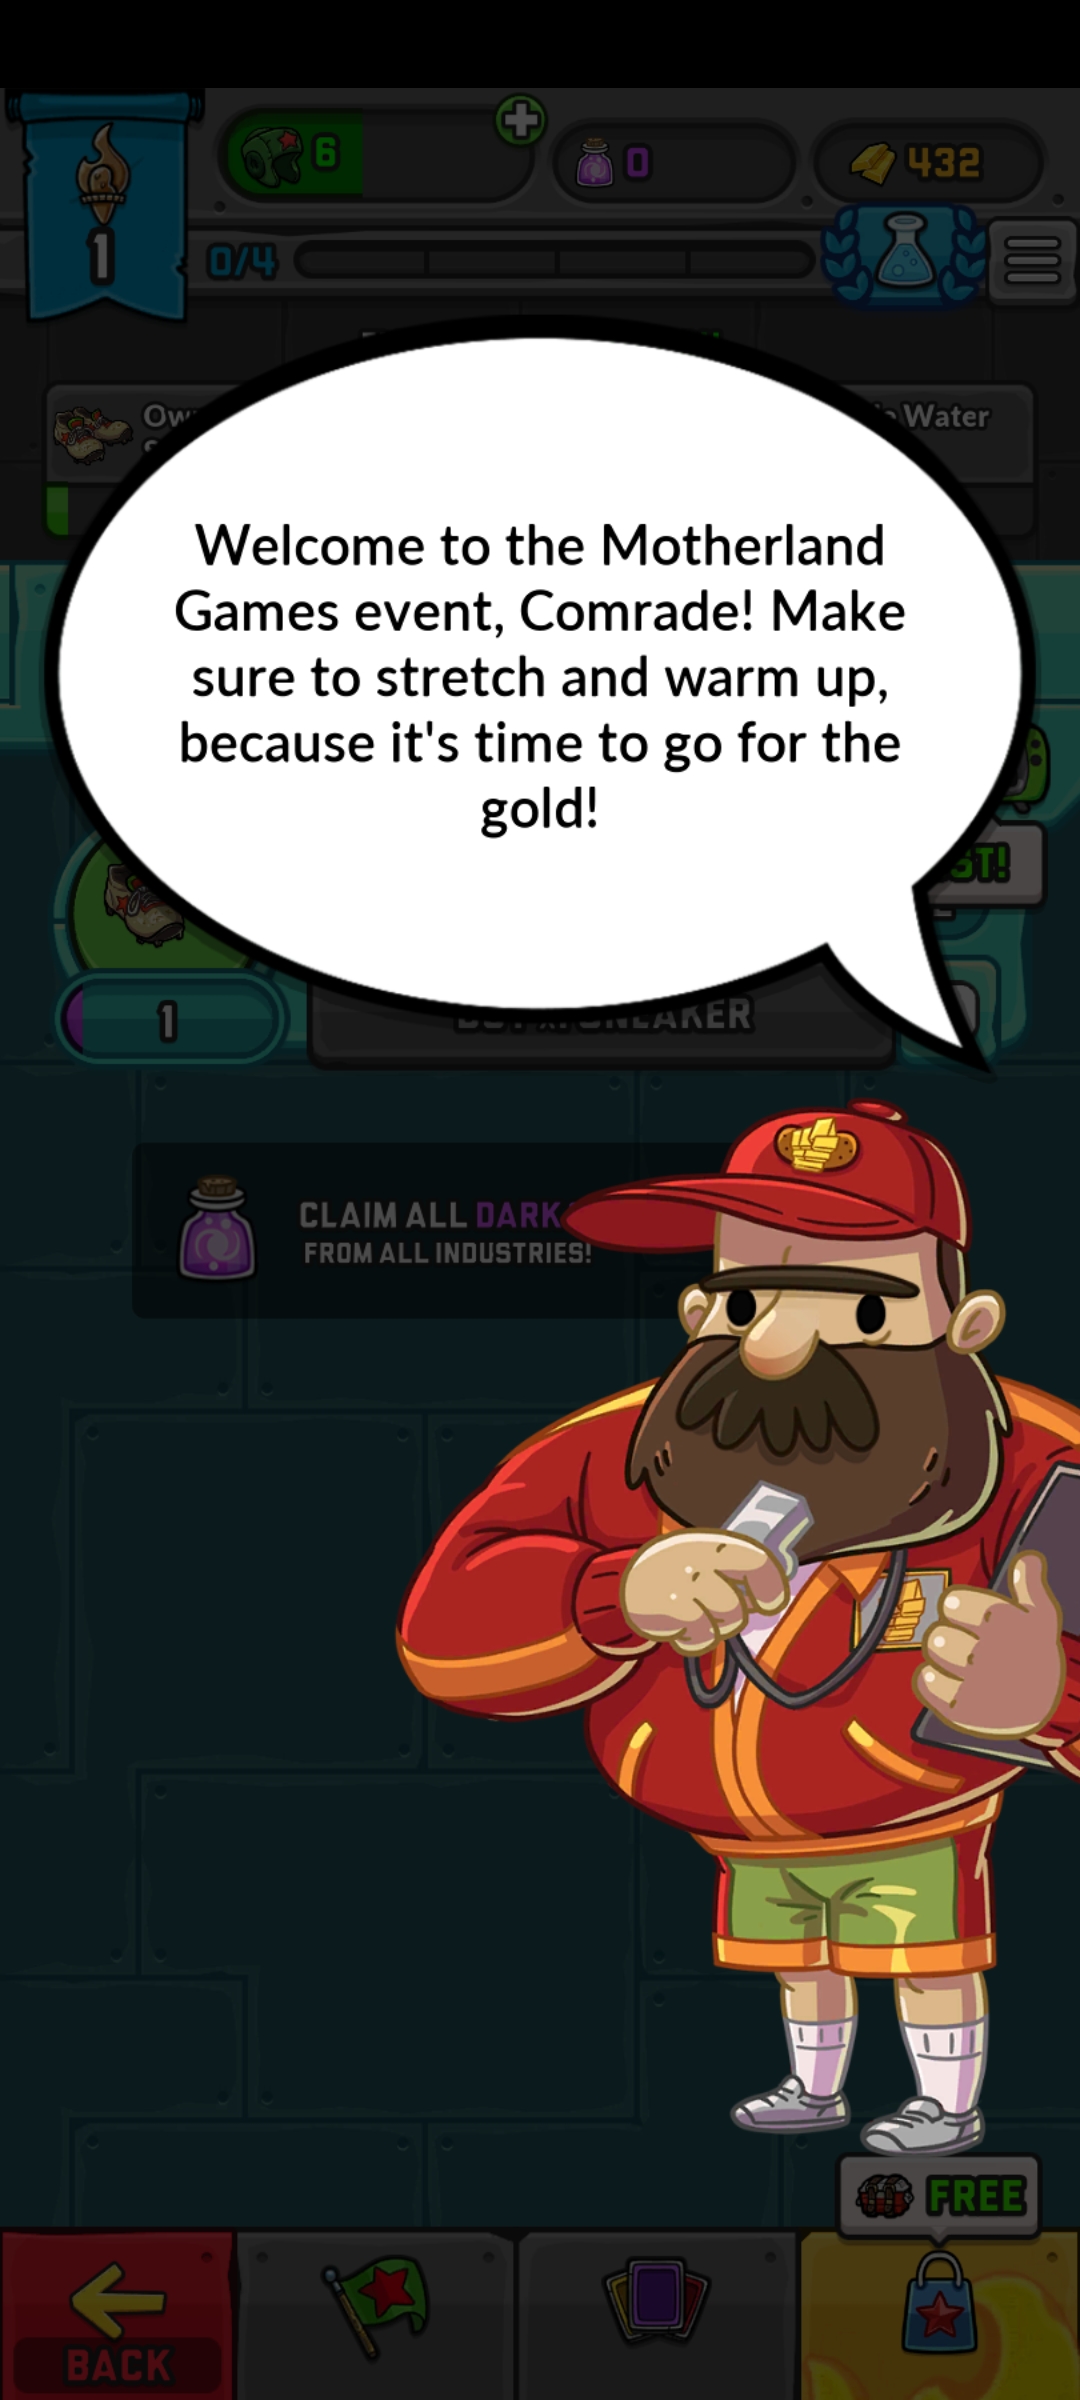 6
0
432
1
0/4
Water
Welcome to the Motherland
Games event, Comrade! Make
sure to stretch and warm up,
because it's time to go for the
gold!
1
CLAIM ALL DARK
FROM ALL INDUSTRIES!
FREE
BACK